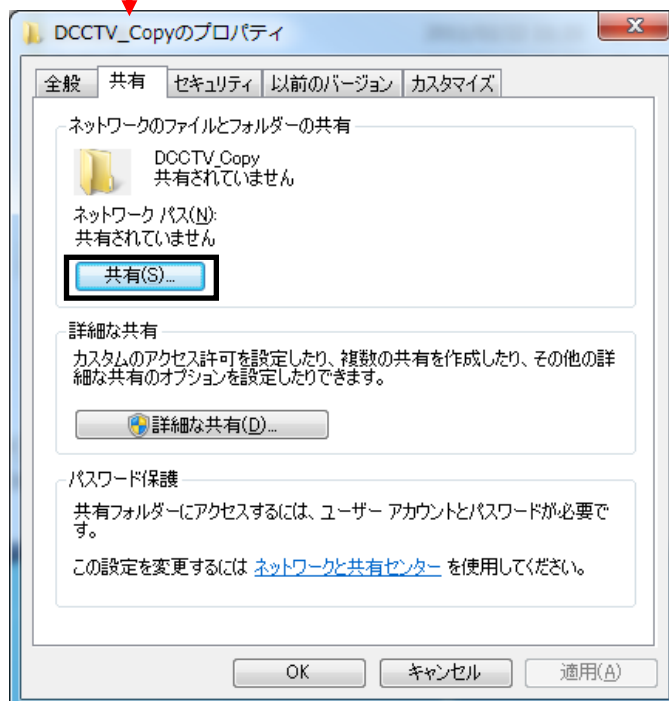 DCCTV_Copyのプロパティ
全般 共有 セキュリティ 以前のバージョン カスタマイズ
ネットワークのファイルとフォルダーの共有
DCCTV_Copy
共有されていません
ネットワーク パス(N):
共有されていません
共有(S)...
詳細な共有
カスタムのアクセス許可を設定したり、複数の共有を作成したり、その他の詳
細な共有のオプションを設定したりできます。
詳細な共有(D)...
パスワード保護
共有フォルダーにアクセスするには、ユーザー アカウントとパスワードが必要で
す。
この設定を変更するには ネットワークと共有センター を使用してください。
OK キャンセル 適用(A)